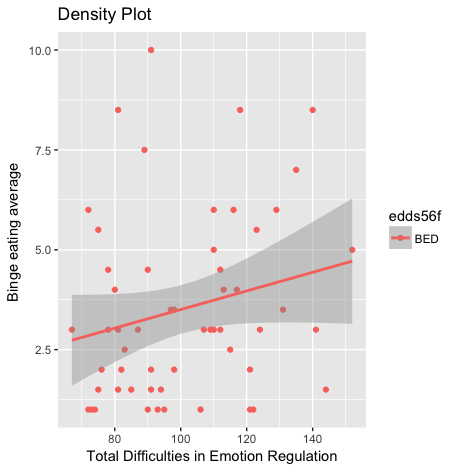 Density Plot
10.0
7.5
5.0
2.5
Binge eating average
80 100 120 140
Total Difficulties in Emotion Regulation
edds56f
BED